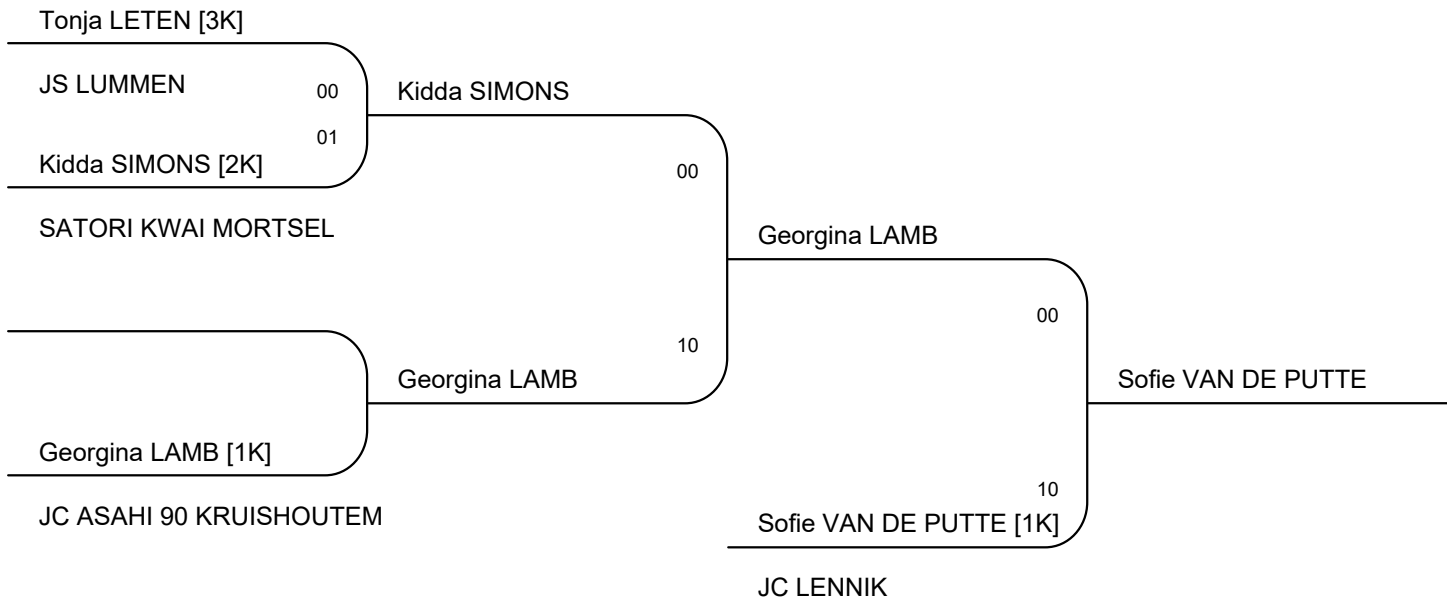 Tonja LETEN [3K]
JS LUMMEN
00
Kidda SIMONS
01
Kidda SIMONS [2K]
00
SATORI KWAI MORTSEL
Georgina LAMB
00
10
Georgina LAMB
Sofie VAN DE PUTTE
Georgina LAMB [1K]
10
JC ASAHI 90 KRUISHOUTEM
Sofie VAN DE PUTTE [1K]
JC LENNIK